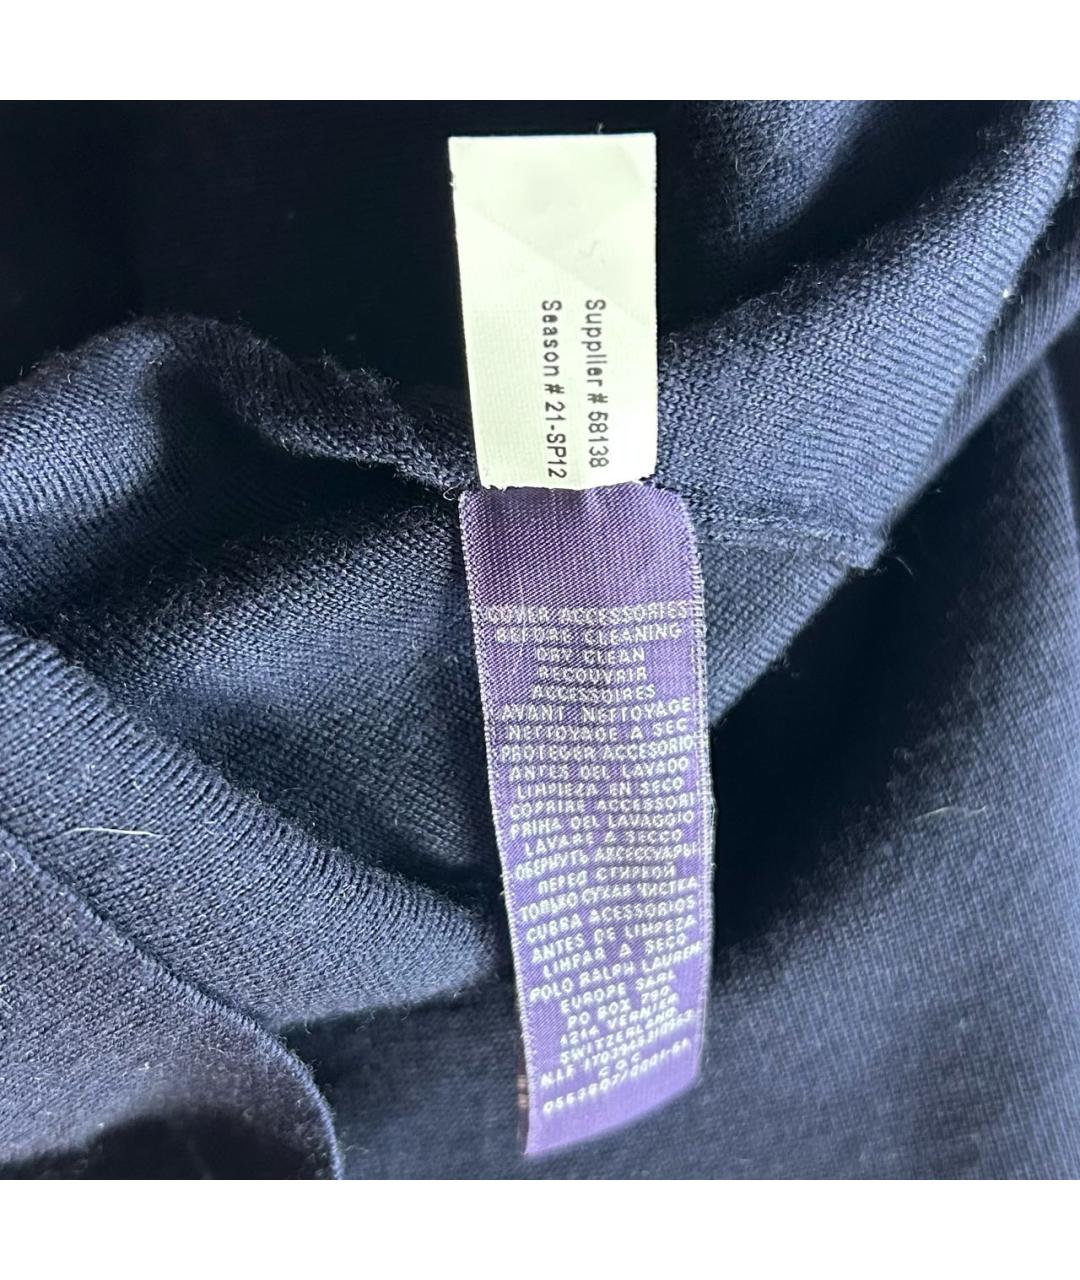 Supplier# 58138
Season# 21-SP12
COVER ACCESSORIES
BEFORE CLEANING
DRY CLEAN
RECOUVRIR
ACCESSOIRES
AVANT NETTOYAGE
NETTOYAGE A SEC
PROTEGER ACCESORIO
ANTES DEL LAVADO
LIMPIEZA EN SECO
COPRIRE ACCESSORI
PRIMA DEL LAVAGGIO
LAVARE A SECCO
ОБЕРНУТЬ АКСЕССУАРЫ
ПЕРЕД СТИРКОЙ
ТОЛЬКО СУХАЯ ЧИСТКА
CUBRA ACESSORIOS
ANTES DE LIMPEZA
LIMPAR A SECO
POLO RALPH LAUREN
EUROPE SARL
PO BOX 790
1214 VERNIER
SWITZERLAND
N.I.F.
C O C